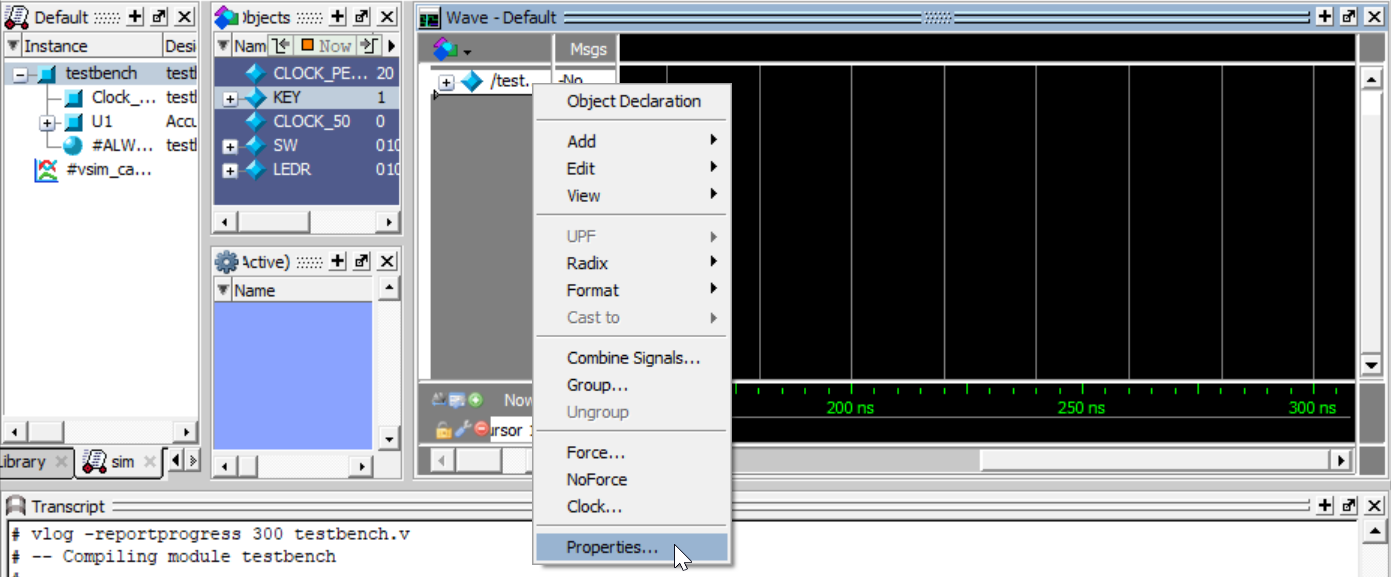 Default
Instance Desi
testbench testl
Clock_... testl
U1 Accu
#ALW... testl
#vsim_ca...
Library sim
Objects
Nam Now
CLOCK_PE... 20
KEY 1
CLOCK_50 0
SW 010
LEDR 010
Active)
Name
Wave - Default
Msgs
/test. -No
Object Declaration
Add
Edit
View
UPF
Radix
Format
Cast to
Combine Signals...
Group...
Ungroup
Force...
NoForce
Clock...
Properties...
Now
ursor 1
200 ns 250 ns 300 ns
Transcript
# vlog -reportprogress 300 testbench.v
# -- Compiling module testbench
#